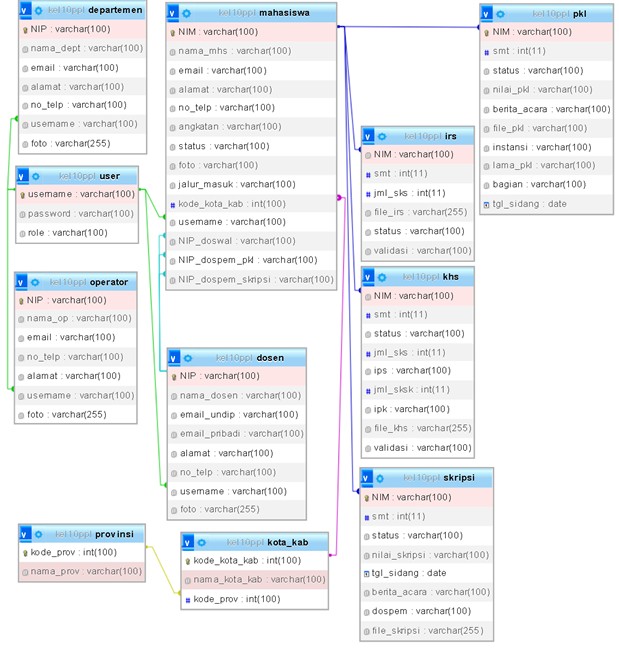 kel10ppl departemen
NIP : varchar(100)
nama_dept : varchar(100)
email : varchar(100)
alamat : varchar(100)
no_telp : varchar(100)
username : varchar(100)
foto : varchar(255)
kel10ppl user
username : varchar(100)
password : varchar(100)
role : varchar(100)
kel10ppl operator
NIP : varchar(100)
nama_op : varchar(100)
email : varchar(100)
no_telp : varchar(100)
alamat : varchar(100)
username : varchar(100)
foto : varchar(255)
kel10ppl provinsi
kode_prov : int(100)
nama_prov : varchar(100)
kel10ppl mahasiswa
NIM : varchar(100)
nama_mhs : varchar(100)
email : varchar(100)
alamat : varchar(100)
no_telp : varchar(100)
angkatan : varchar(100)
status : varchar(100)
foto : varchar(100)
jalur_masuk : varchar(100)
kode_kota_kab : int(100)
username : varchar(100)
NIP_doswal : varchar(100)
NIP_dospem_pkl : varchar(100)
NIP_dospem_skripsi : varchar(100)
kel10ppl dosen
NIP : varchar(100)
nama_dosen : varchar(100)
email_undip : varchar(100)
email_pribadi : varchar(100)
alamat : varchar(100)
no_telp : varchar(100)
username : varchar(100)
foto : varchar(255)
kel10ppl kota_kab
kode_kota_kab : int(100)
nama_kota_kab : varchar(100)
kode_prov : int(100)
kel10ppl irs
NIM : varchar(100)
smt : int(11)
jml_sks : int(11)
file_irs : varchar(255)
status : varchar(100)
validasi : varchar(100)
kel10ppl khs
NIM : varchar(100)
smt : int(11)
status : varchar(100)
jml_sks : int(11)
ips : varchar(100)
jml_sksk : int(11)
ipk : varchar(100)
file_khs : varchar(255)
validasi : varchar(100)
kel10ppl skripsi
NIM : varchar(100)
smt : int(11)
status : varchar(100)
nilai_skripsi : varchar(100)
tgl_sidang : date
berita_acara : varchar(100)
dospem : varchar(100)
file_skripsi : varchar(255)
kel10ppl pkl
NIM : varchar(100)
smt : int(11)
status : varchar(100)
nilai_pkl : varchar(100)
berita_acara : varchar(100)
file_pkl : varchar(100)
instansi : varchar(100)
lama_pkl : varchar(100)
bagian : varchar(100)
tgl_sidang : date